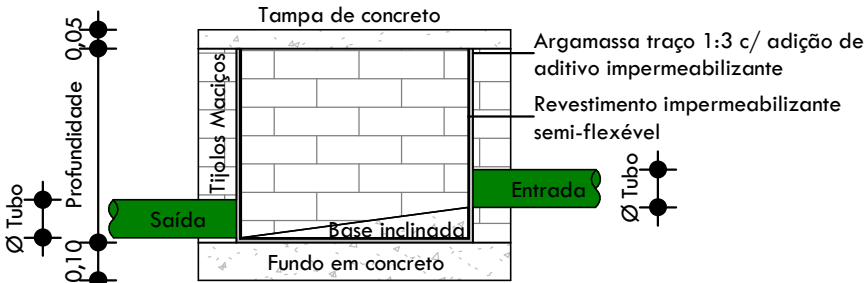 Tampa de concreto
0,05
Argamassa traço 1:3 c/ adição de
aditivo impermeabilizante
Revestimento impermeabilizante
semi-flexével
Profundidade
Tijolos Maciços
Ø Tubo
Saída
Entrada
Ø Tubo
Base inclinada
0,10
Fundo em concreto